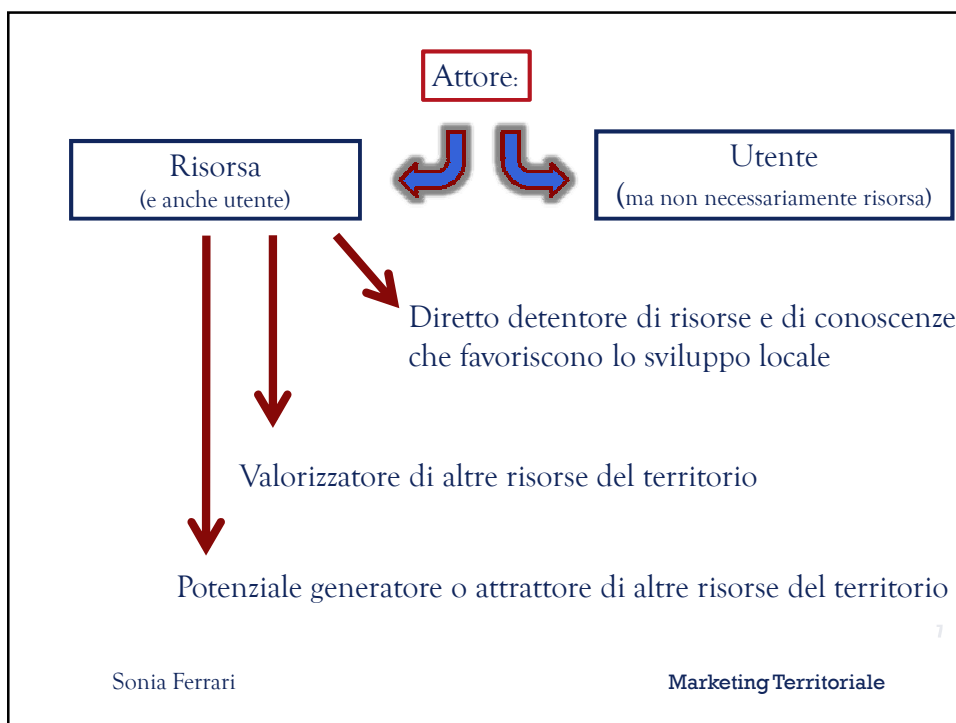 Attore:
Risorsa
(e anche utente)
Utente
(ma non necessariamente risorsa)
Diretto detentore di risorse e di conoscenze
che favoriscono lo sviluppo locale
Valorizzatore di altre risorse del territorio
Potenziale generatore o attrattore di altre risorse del territorio
7
Sonia Ferrari
Marketing Territoriale